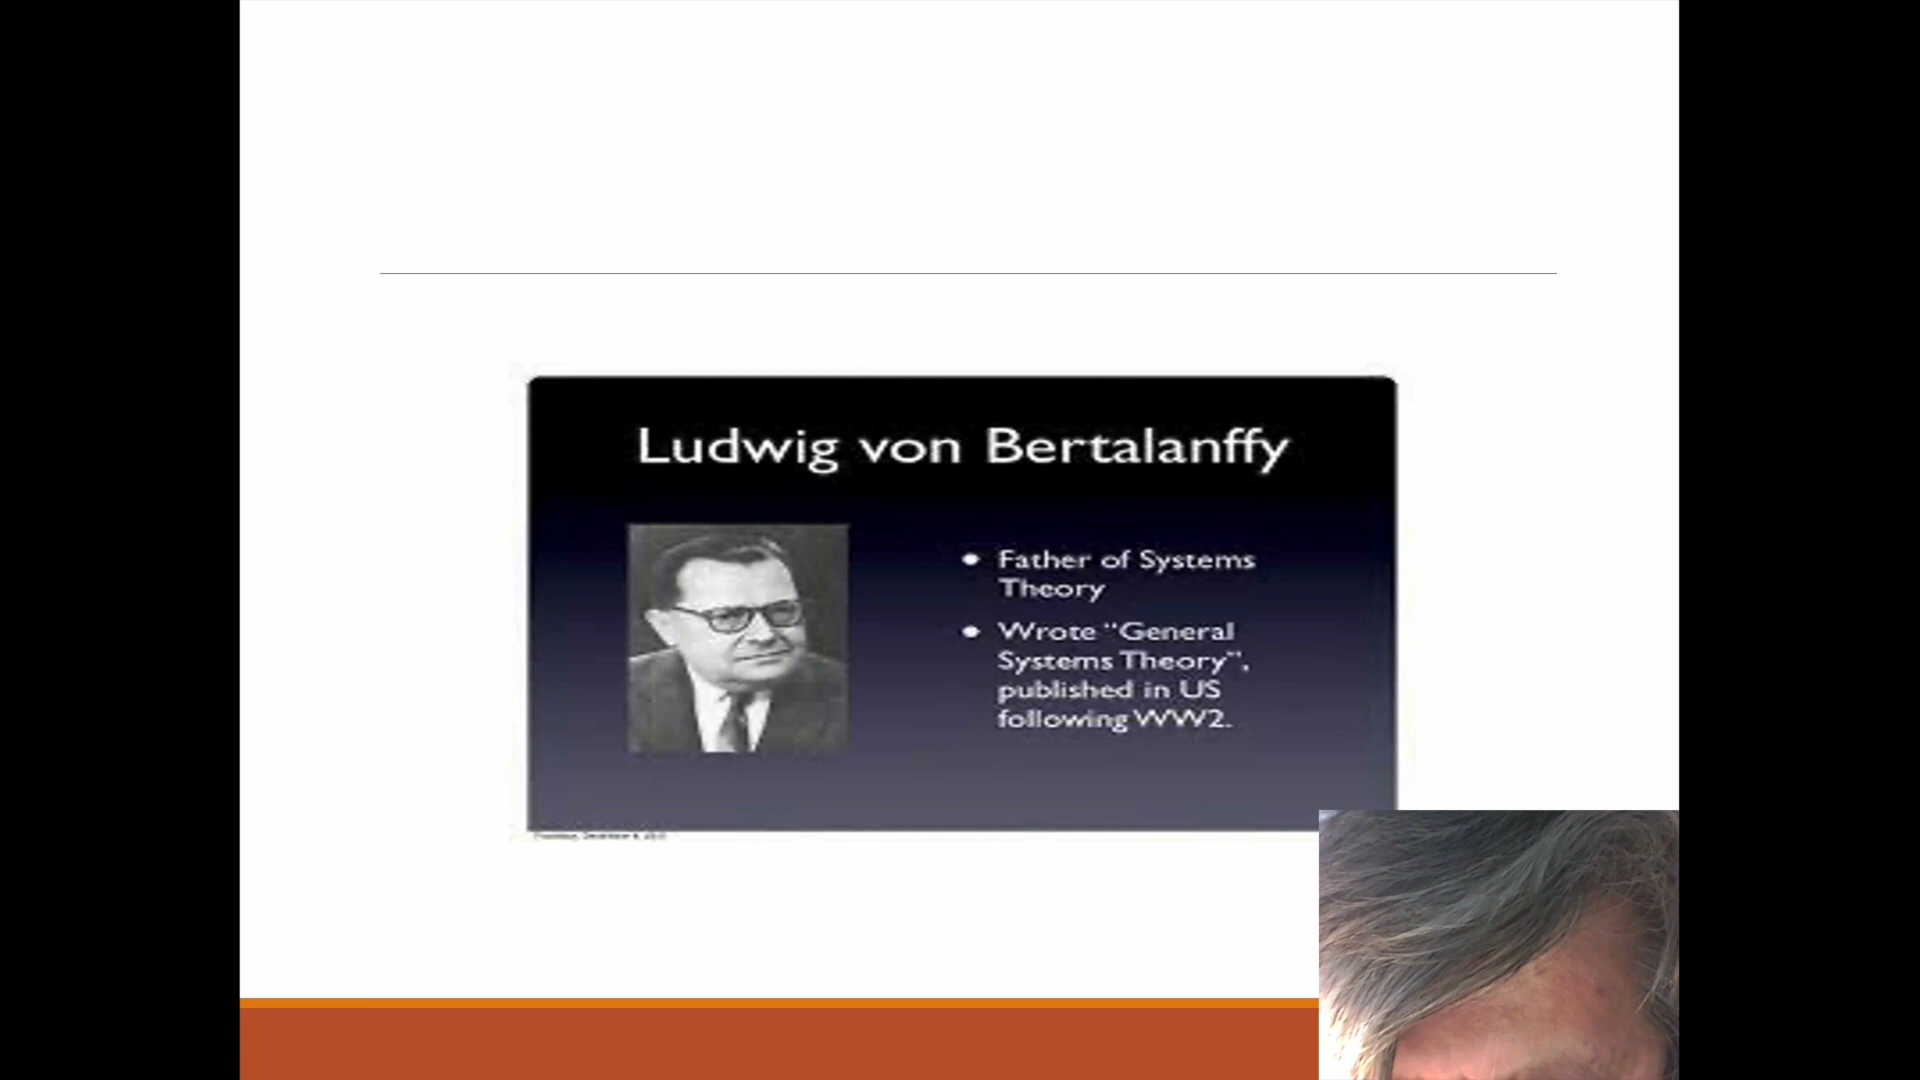 Ludwig von Bertalanffy
• Father of Systems
Theory
• Wrote “General
Systems Theory”,
published in US
following WW2.